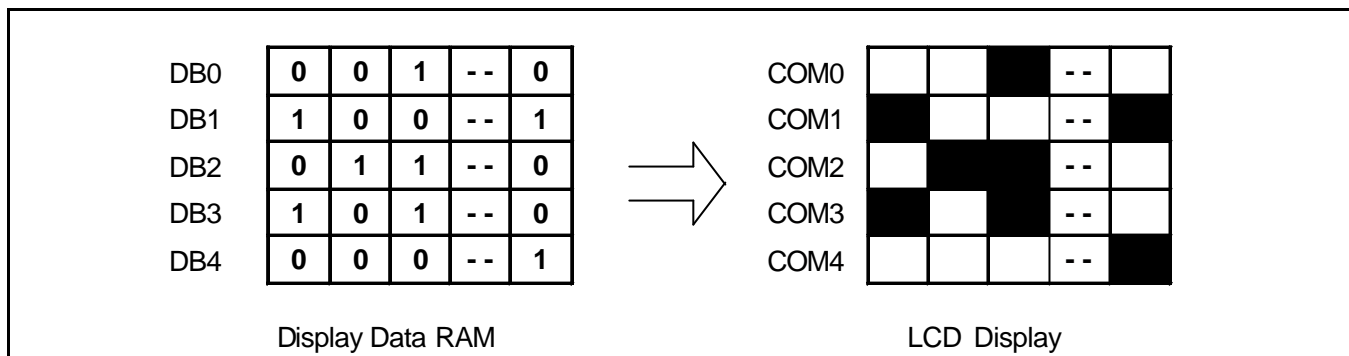 DB0 0 0 1 - - 0 COM0 - -
DB1 1 0 0 - - 1 COM1 - -
DB2 0 1 1 - - 0 COM2 - -
DB3 1 0 1 - - 0 COM3 - -
DB4 0 0 0 - - 1 COM4 - -
Display Data RAM LCD Display